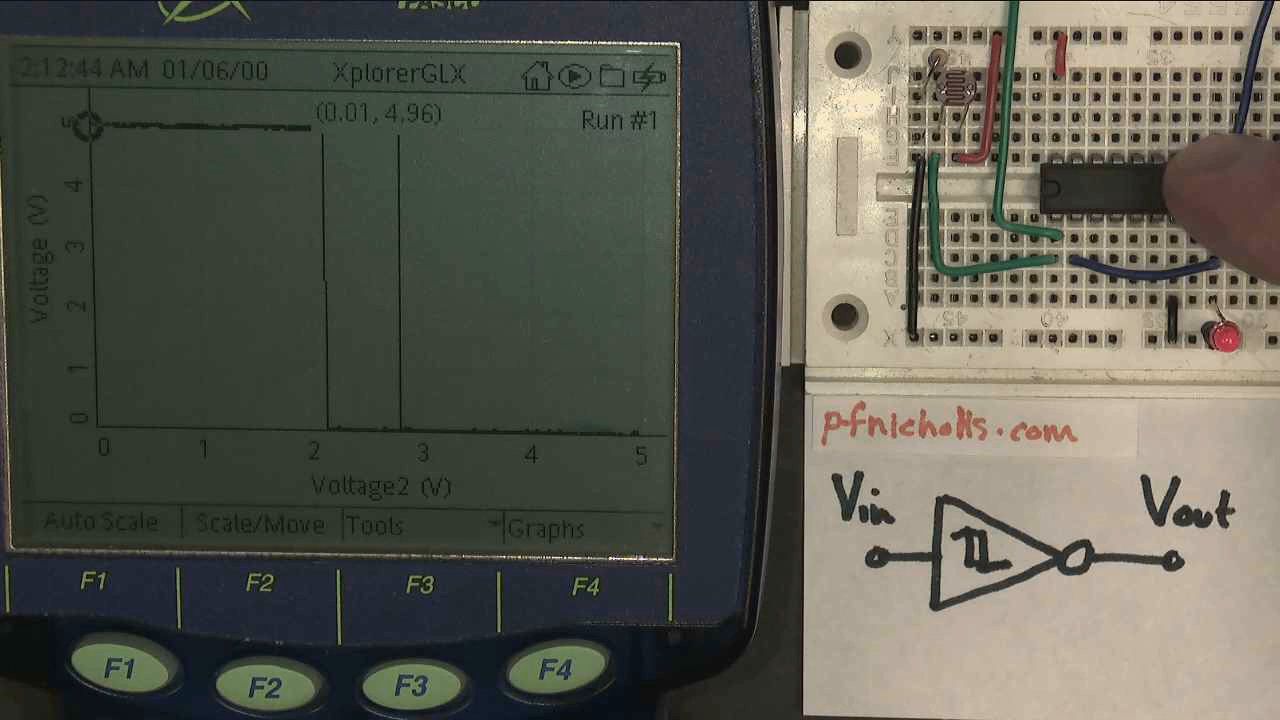 2:12:44 AM 01/06/00 XplorerGLX
(0.01, 4.96)
Run #1
Voltage (V)
5
4
3
2
1
0
0 1 2 3 4 5
Voltage2 (V)
Auto Scale Scale/Move Tools Graphs
F1 F2 F3 F4
F1 F2 F3 F4
pfnicholls.com
Vin Vout